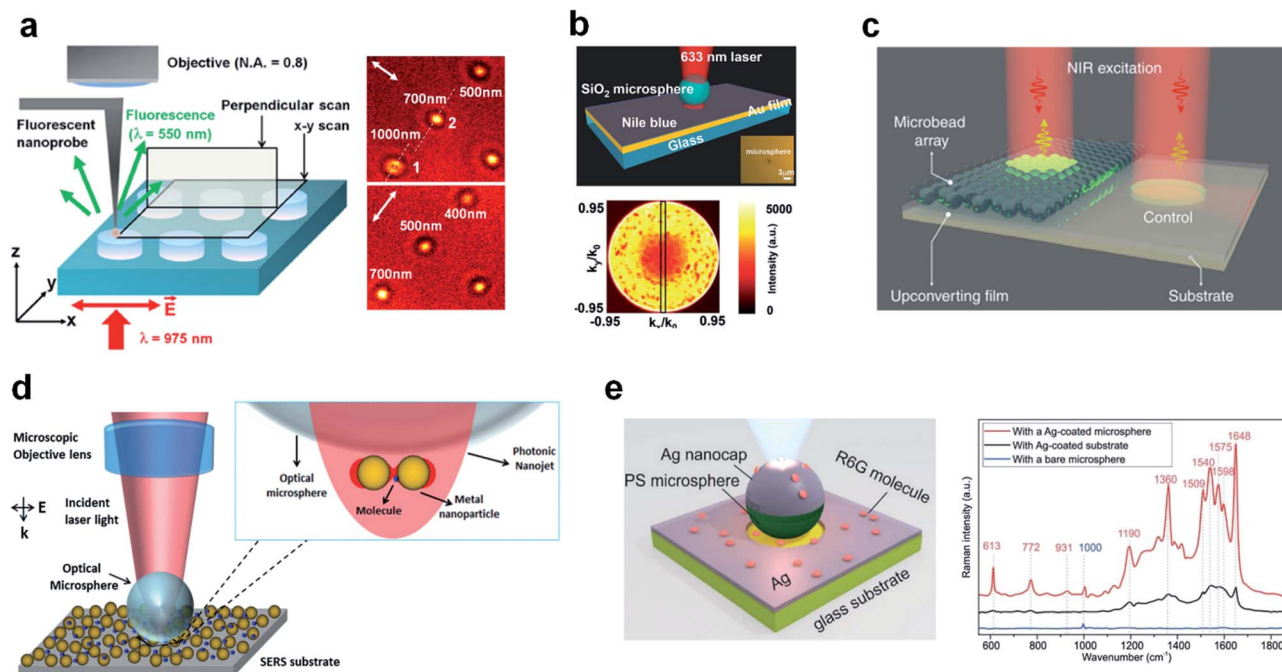 a
Objective (N.A. = 0.8)
Fluorescent
nanoprobe
Fluorescence
(λ = 550 nm)
Perpendicular scan
x-y scan
z
y
x
E
λ = 975 nm
500nm
700nm
2
1000nm
1
400nm
500nm
700nm
b
633 nm laser
SiO2 microsphere
Nile blue
Au film
Glass
microsphere
3μm
0.95
ky/k0
-0.95
-0.95
kx/k0
0.95
5000
Intensity (a.u.)
0
c
NIR excitation
Microbead
array
Control
Upconverting film
Substrate
d
Microscopic
Objective lens
E
k
Incident
laser light
Optical
Microsphere
SERS substrate
Optical
microsphere
Molecule
Metal
nanoparticle
Photonic
Nanojet
e
Ag nanocap
PS microsphere
R6G molecule
Ag
glass substrate
With a Ag-coated microsphere
With Ag-coated substrate
With a bare microsphere
Raman intensity (a.u.)
613
772
931
1000
1190
1360
1509
1540
1575
1598
1648
600 800 1000 1200 1400 1600 1800
Wavenumber (cm-1)